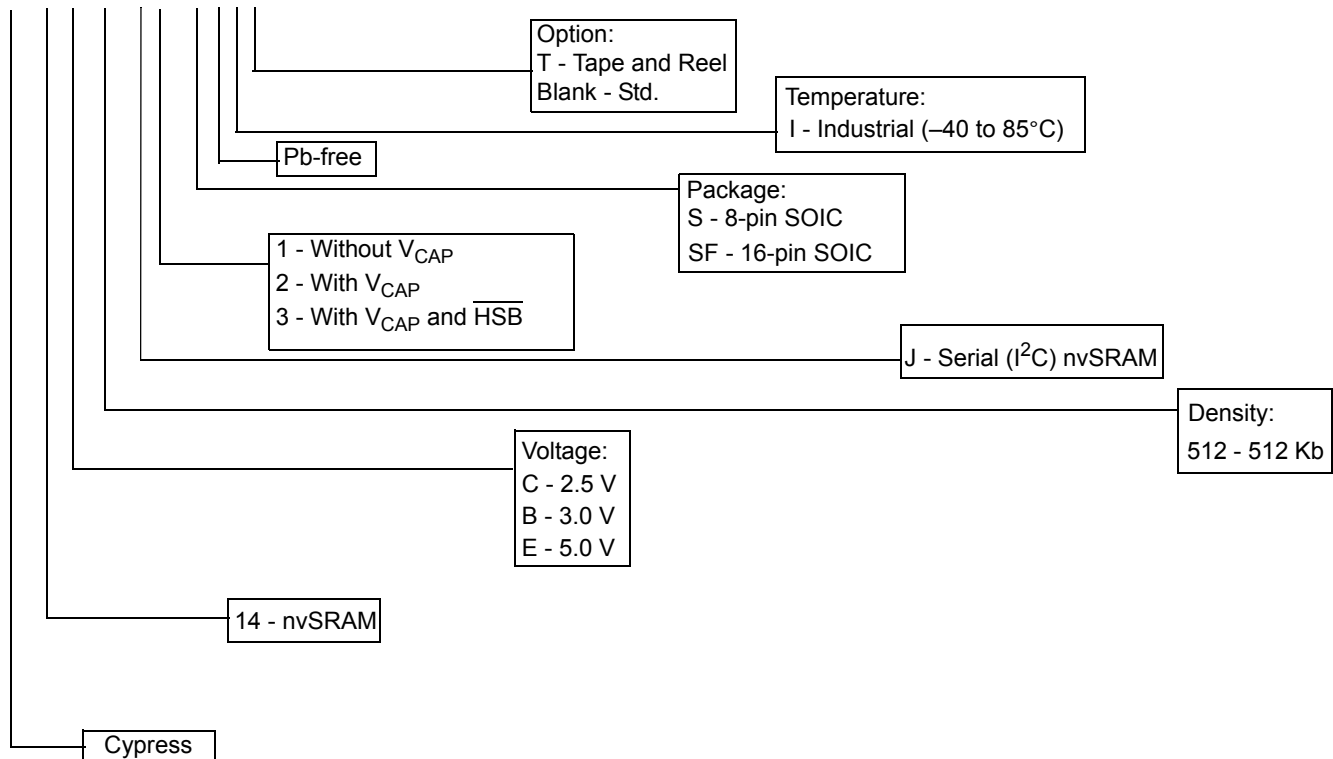 Option:
T - Tape and Reel
Blank - Std.
Temperature:
I - Industrial (–40 to 85°C)
Pb-free
Package:
S - 8-pin SOIC
SF - 16-pin SOIC
1 - Without VCAP
2 - With VCAP
3 - With VCAP and HSB
J - Serial (I²C) nvSRAM
Density:
512 - 512 Kb
Voltage:
C - 2.5 V
B - 3.0 V
E - 5.0 V
14 - nvSRAM
Cypress